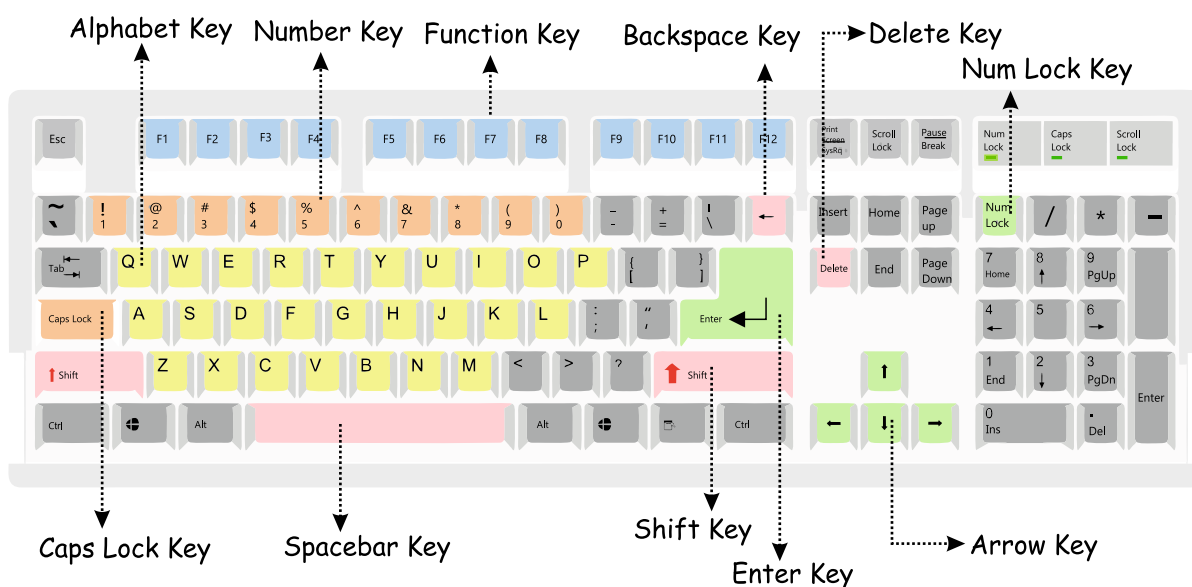 Alphabet Key Number Key Function Key Backspace Key Delete Key
Num Lock Key
Esc F1 F2 F3 F4 F5 F6 F7 F8 F9 F10 F11 F12 Print Screen SysRq Scroll Lock Pause Break Num Lock Caps Lock Scroll Lock
~ ` ! 1 @ 2 # 3 $ 4 % 5 ^ 6 & 7 * 8 ( 9 ) 0 _ - + = | \ ← Insert Home Page up Num Lock / * −
Tab Q W E R T Y U I O P { [ } ] Delete End Page Down 7 Home 8 ↑ 9 PgUp
Caps Lock A S D F G H J K L : ; " ' Enter 4 ← 5 6 →
↑ Shift Z X C V B N M < > ? ↑ Shift ↑ 1 End 2 ↓ 3 PgDn Enter
Ctrl Alt Alt Ctrl ← ↓ → 0 Ins . Del
Caps Lock Key Spacebar Key Shift Key Arrow Key
Enter Key